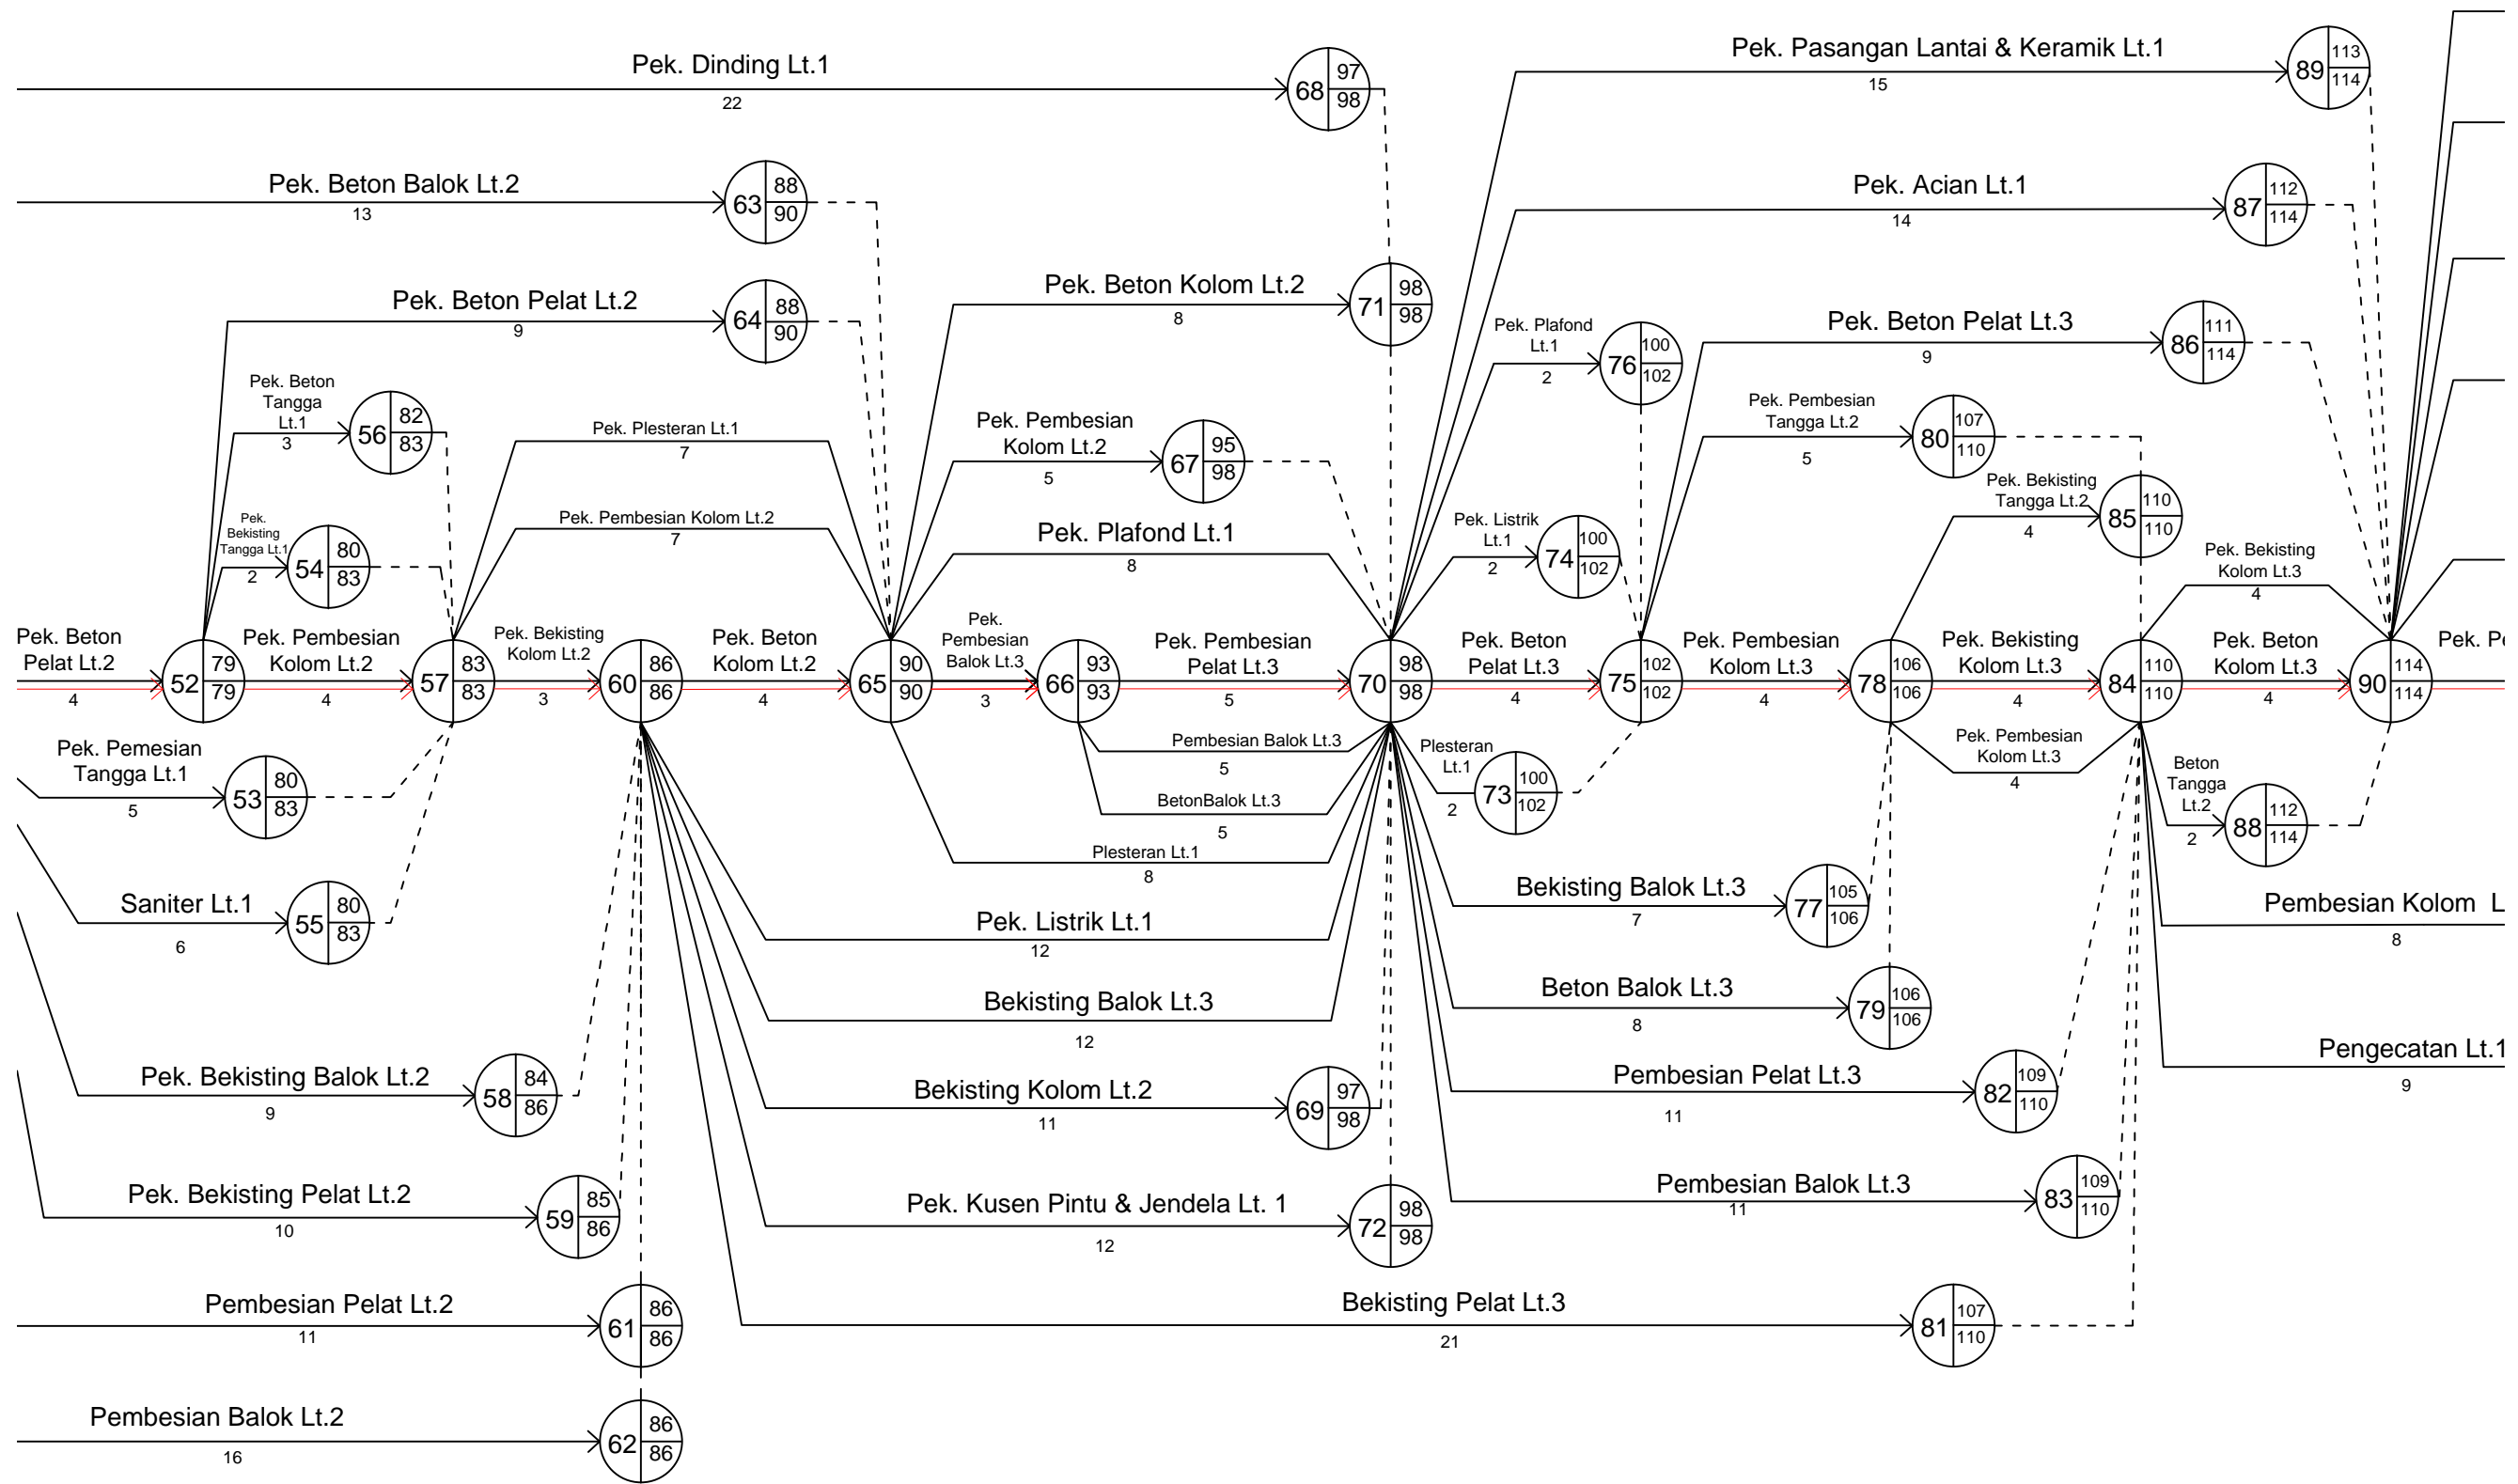 Pek. Dinding Lt.1
22
68
97
98
Pek. Pasangan Lantai & Keramik Lt.1
15
89
113
114
Pek. Beton Balok Lt.2
13
63
88
90
Pek. Acian Lt.1
14
87
112
114
Pek. Beton Pelat Lt.2
9
64
88
90
Pek. Beton Kolom Lt.2
8
71
98
98
Pek. Plafond
Lt.1
2
76
100
102
Pek. Beton Pelat Lt.3
9
86
111
114
Pek. Beton
Tangga
Lt.1
3
56
82
83
Pek. Plesteran Lt.1
7
Pek. Pembesian
Kolom Lt.2
5
67
95
98
Pek. Pembesian
Tangga Lt.2
5
80
107
110
Pek.
Bekisting
Tangga Lt.1
2
54
80
83
Pek. Pembesian Kolom Lt.2
7
Pek. Plafond Lt.1
8
Pek. Listrik
Lt.1
2
74
100
102
Pek. Bekisting
Tangga Lt.2
4
85
110
110
Pek. Bekisting
Kolom Lt.3
4
Pek. Beton
Pelat Lt.2
4
52
79
79
Pek. Pembesian
Kolom Lt.2
4
57
83
83
Pek. Bekisting
Kolom Lt.2
3
60
86
86
Pek. Beton
Kolom Lt.2
4
65
90
90
Pek.
Pembesian
Balok Lt.3
3
66
93
93
Pek. Pembesian
Pelat Lt.3
5
70
98
98
Pek. Beton
Pelat Lt.3
4
75
102
102
Pek. Pembesian
Kolom Lt.3
4
78
106
106
Pek. Bekisting
Kolom Lt.3
4
84
110
110
Pek. Beton
Kolom Lt.3
4
90
114
114
Pek. Pe
Pek. Pemesian
Tangga Lt.1
5
53
80
83
Pembesian Balok Lt.3
5
BetonBalok Lt.3
5
Plesteran Lt.1
8
Plesteran
Lt.1
2
73
100
102
Pek. Pembesian
Kolom Lt.3
4
Beton
Tangga
Lt.2
2
88
112
114
Saniter Lt.1
6
55
80
83
Pek. Listrik Lt.1
12
Bekisting Balok Lt.3
7
77
105
106
Pembesian Kolom L
8
Bekisting Balok Lt.3
12
Beton Balok Lt.3
8
79
106
106
Pek. Bekisting Balok Lt.2
9
58
84
86
Bekisting Kolom Lt.2
11
69
97
98
Pembesian Pelat Lt.3
11
82
109
110
Pengecatan Lt.1
9
Pek. Bekisting Pelat Lt.2
10
59
85
86
Pek. Kusen Pintu & Jendela Lt. 1
12
72
98
98
Pembesian Balok Lt.3
11
83
109
110
Pembesian Pelat Lt.2
11
61
86
86
Bekisting Pelat Lt.3
21
81
107
110
Pembesian Balok Lt.2
16
62
86
86